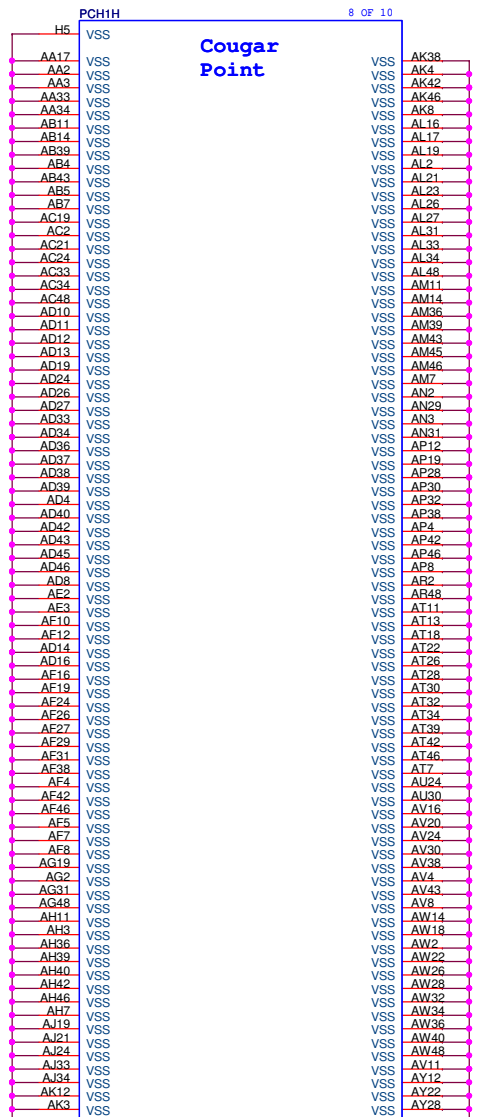 PCH1H 8 OF 10
Cougar
Point
H5 VSS
AA17 VSS VSS AK38
AA2 VSS VSS AK4
AA3 VSS VSS AK42
AA33 VSS VSS AK46
AA34 VSS VSS AK8
AB11 VSS VSS AL16
AB14 VSS VSS AL17
AB39 VSS VSS AL19
AB4 VSS VSS AL2
AB43 VSS VSS AL21
AB5 VSS VSS AL23
AB7 VSS VSS AL26
AC19 VSS VSS AL27
AC2 VSS VSS AL31
AC21 VSS VSS AL33
AC24 VSS VSS AL34
AC33 VSS VSS AL48
AC34 VSS VSS AM11
AC48 VSS VSS AM14
AD10 VSS VSS AM36
AD11 VSS VSS AM39
AD12 VSS VSS AM43
AD13 VSS VSS AM45
AD19 VSS VSS AM46
AD24 VSS VSS AM7
AD26 VSS VSS AN2
AD27 VSS VSS AN29
AD33 VSS VSS AN3
AD34 VSS VSS AN31
AD36 VSS VSS AP12
AD37 VSS VSS AP19
AD38 VSS VSS AP28
AD39 VSS VSS AP30
AD4 VSS VSS AP32
AD40 VSS VSS AP38
AD42 VSS VSS AP4
AD43 VSS VSS AP42
AD45 VSS VSS AP46
AD46 VSS VSS AP8
AD8 VSS VSS AR2
AE2 VSS VSS AR48
AE3 VSS VSS AT11
AF10 VSS VSS AT13
AF12 VSS VSS AT18
AD14 VSS VSS AT22
AD16 VSS VSS AT26
AF16 VSS VSS AT28
AF19 VSS VSS AT30
AF24 VSS VSS AT32
AF26 VSS VSS AT34
AF27 VSS VSS AT39
AF29 VSS VSS AT42
AF31 VSS VSS AT46
AF38 VSS VSS AT7
AF4 VSS VSS AU24
AF42 VSS VSS AU30
AF46 VSS VSS AV16
AF5 VSS VSS AV20
AF7 VSS VSS AV24
AF8 VSS VSS AV30
AG19 VSS VSS AV38
AG2 VSS VSS AV4
AG31 VSS VSS AV43
AG48 VSS VSS AV8
AH11 VSS VSS AW14
AH3 VSS VSS AW18
AH36 VSS VSS AW2
AH39 VSS VSS AW22
AH40 VSS VSS AW26
AH42 VSS VSS AW28
AH46 VSS VSS AW32
AH7 VSS VSS AW34
AJ19 VSS VSS AW36
AJ21 VSS VSS AW40
AJ24 VSS VSS AW48
AJ33 VSS VSS AV11
AJ34 VSS VSS AY12
AK12 VSS VSS AY22
AK3 VSS VSS AY28